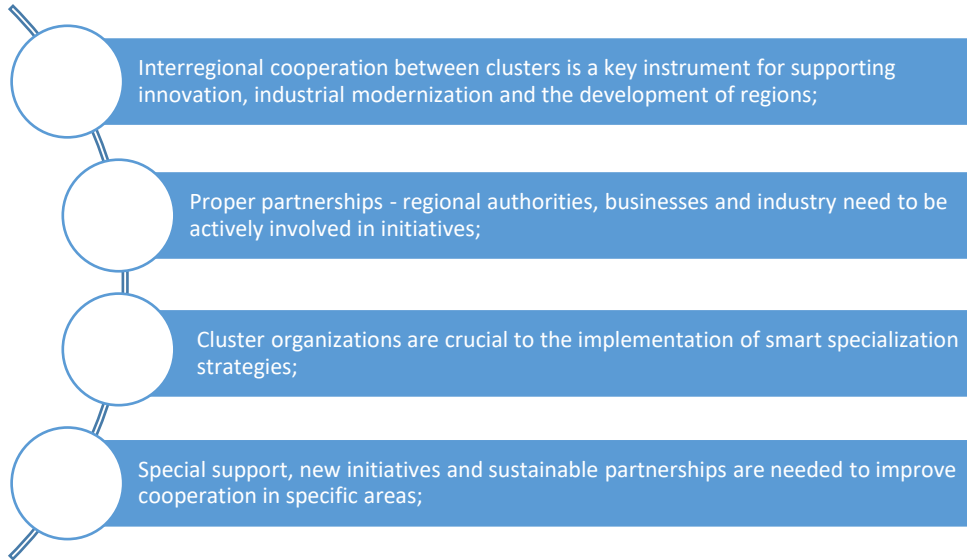 Interregional cooperation between clusters is a key instrument for supporting
innovation, industrial modernization and the development of regions;
Proper partnerships - regional authorities, businesses and industry need to be
actively involved in initiatives;
Cluster organizations are crucial to the implementation of smart specialization
strategies;
Special support, new initiatives and sustainable partnerships are needed to improve
cooperation in specific areas;